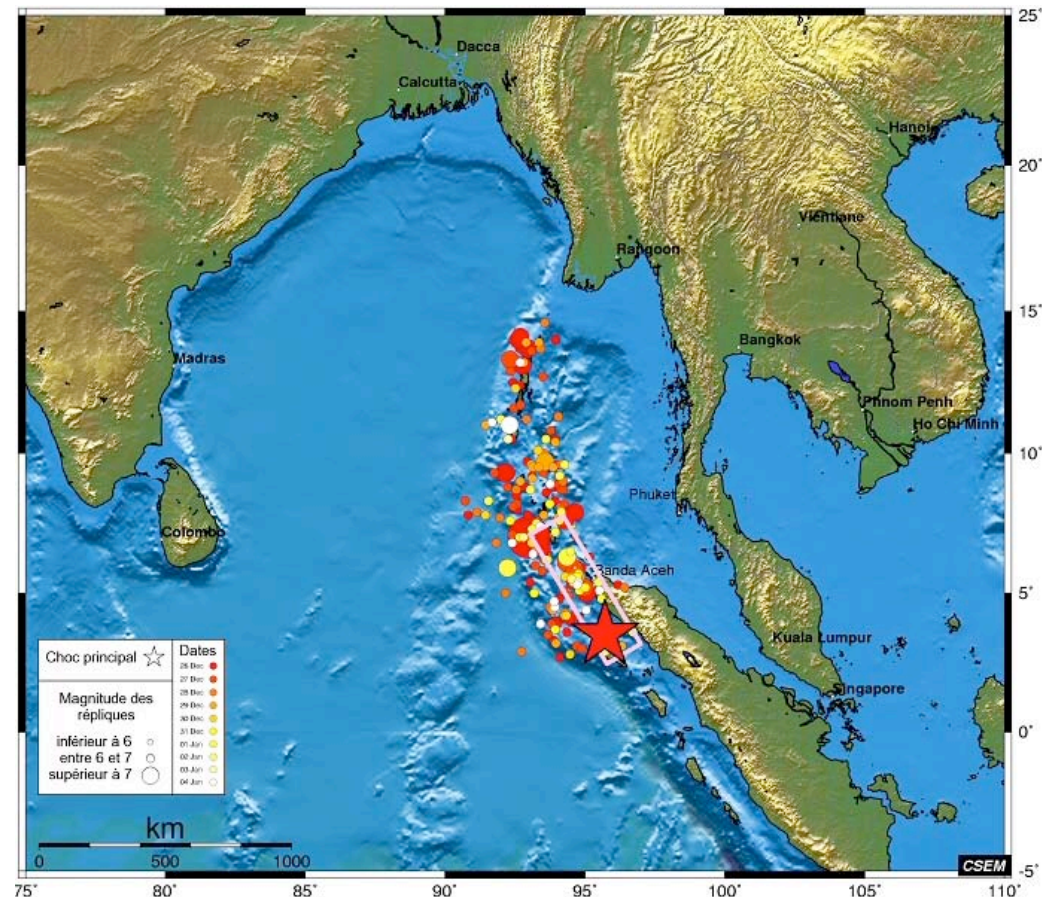 25°
Dacca
Calcutta
Hanoi
20°
Vientiane
Rangoon
15°
Madras
Bangkok
Phnom Penh
Ho Chi Minh
10°
Phuket
Colombo
Banda Aceh
5°
Kuala Lumpur
Singapore
Choc principal
Magnitude des
répliques
inférieur à 6
entre 6 et 7
supérieur à 7
Dates
26 Dec
27 Dec
28 Dec
29 Dec
30 Dec
31 Dec
01 Jan
02 Jan
03 Jan
04 Jan
0°
km
0 500 1000
CSEM
-5°
75° 80° 85° 90° 95° 100° 105° 110°